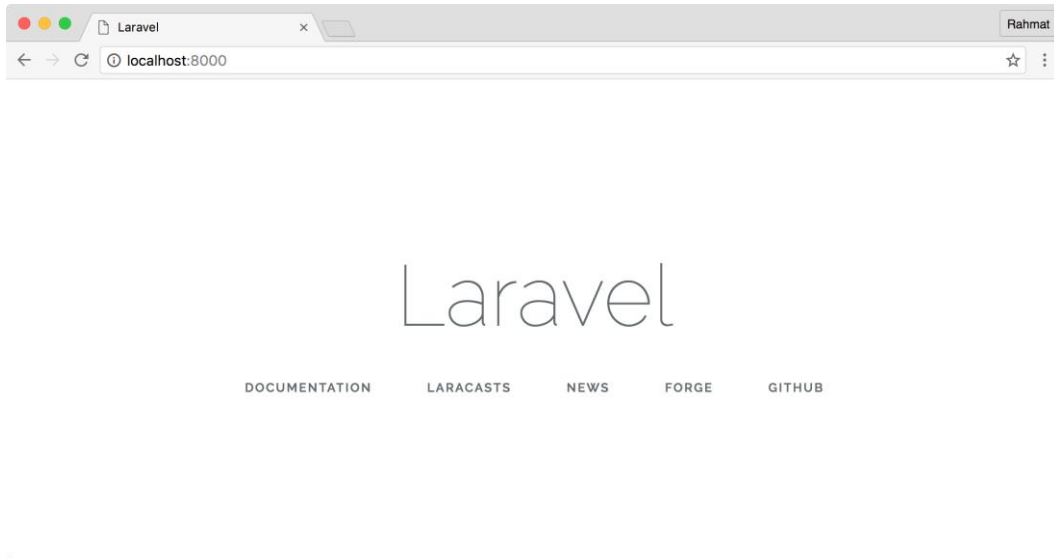 Laravel
Rahmat
localhost:8000
Laravel
DOCUMENTATION LARACASTS NEWS FORGE GITHUB